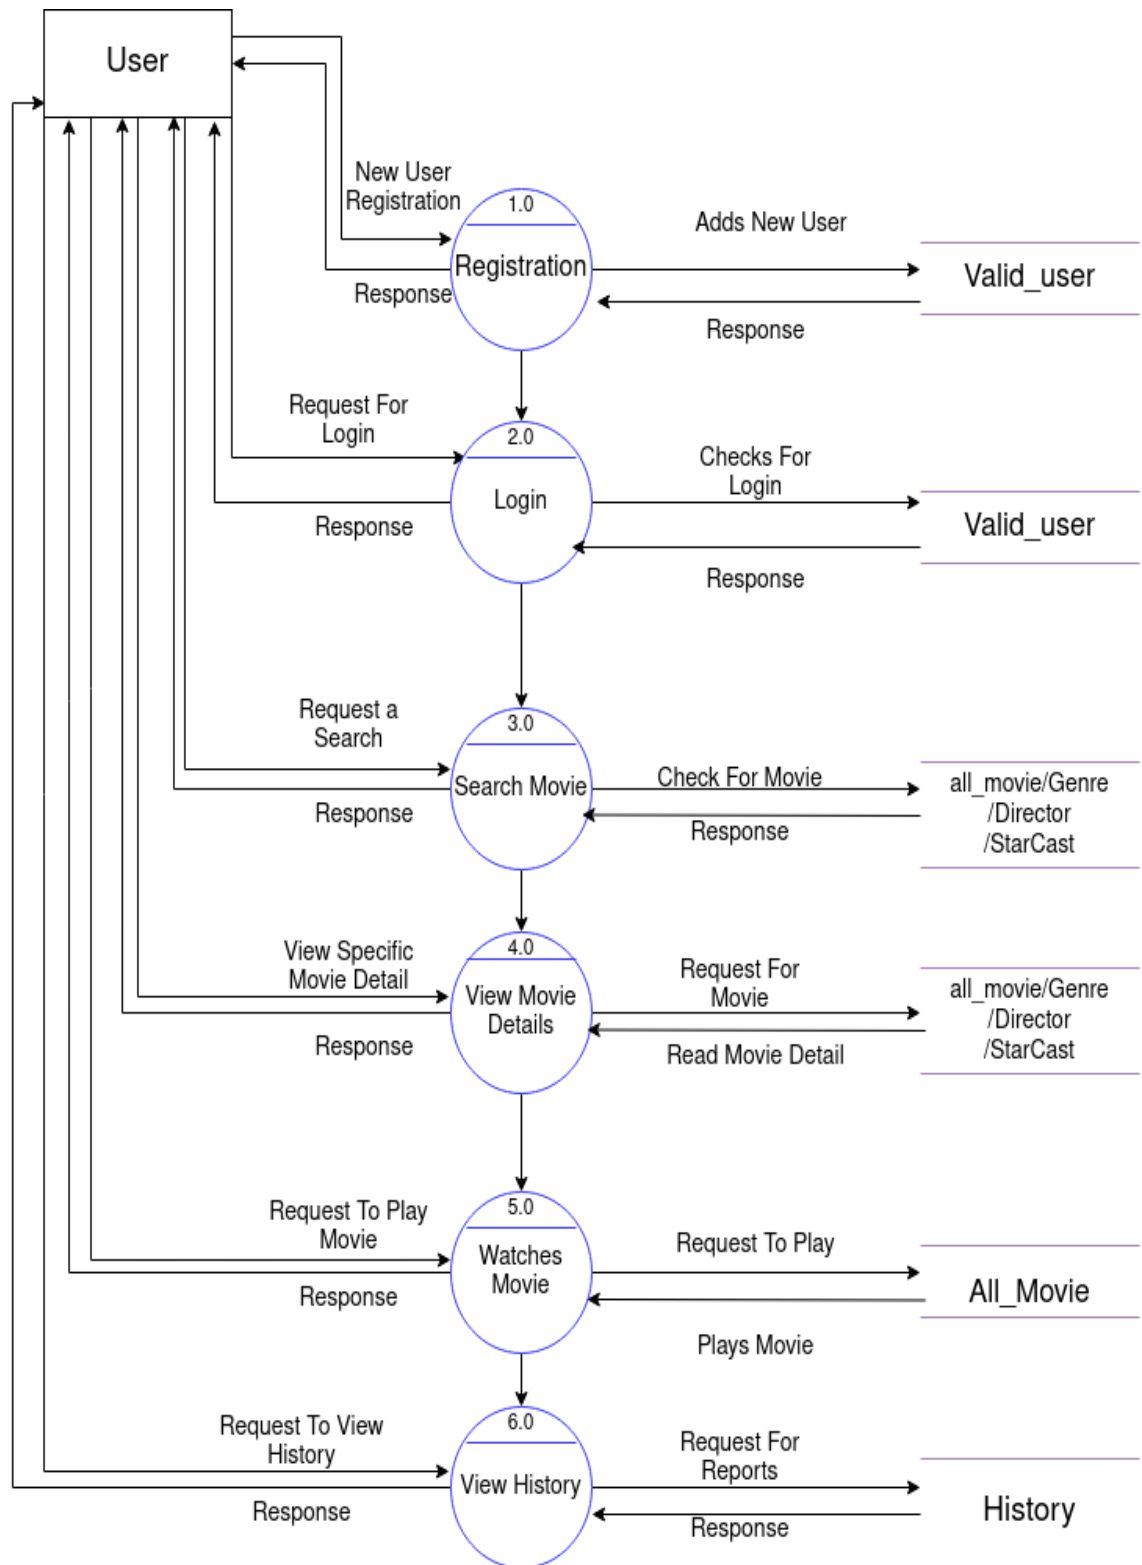 User
New User
Registration
1.0
Registration
Adds New User
Valid_user
Response
Response
Request For
Login
2.0
Login
Checks For
Login
Valid_user
Response
Response
Request a
Search
3.0
Search Movie
Check For Movie
all_movie/Genre
/Director
/StarCast
Response
Response
View Specific
Movie Detail
4.0
View Movie
Details
Request For
Movie
all_movie/Genre
/Director
/StarCast
Response
Read Movie Detail
Request To Play
Movie
5.0
Watches
Movie
Request To Play
All_Movie
Response
Plays Movie
Request To View
History
6.0
View History
Request For
Reports
History
Response
Response